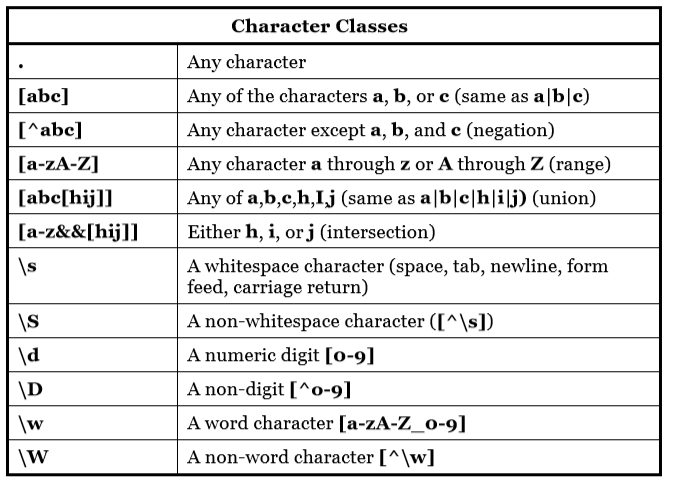 Character Classes
. Any character
[abc] Any of the characters a, b, or c (same as a|b|c)
[^abc] Any character except a, b, and c (negation)
[a-zA-Z] Any character a through z or A through Z (range)
[abc[hij]] Any of a,b,c,h,I,j (same as a|b|c|h|i|j) (union)
[a-z&&[hij]] Either h, i, or j (intersection)
\s A whitespace character (space, tab, newline, form
feed, carriage return)
\S A non-whitespace character ([^\s])
\d A numeric digit [0-9]
\D A non-digit [^0-9]
\w A word character [a-zA-Z_0-9]
\W A non-word character [^\w]